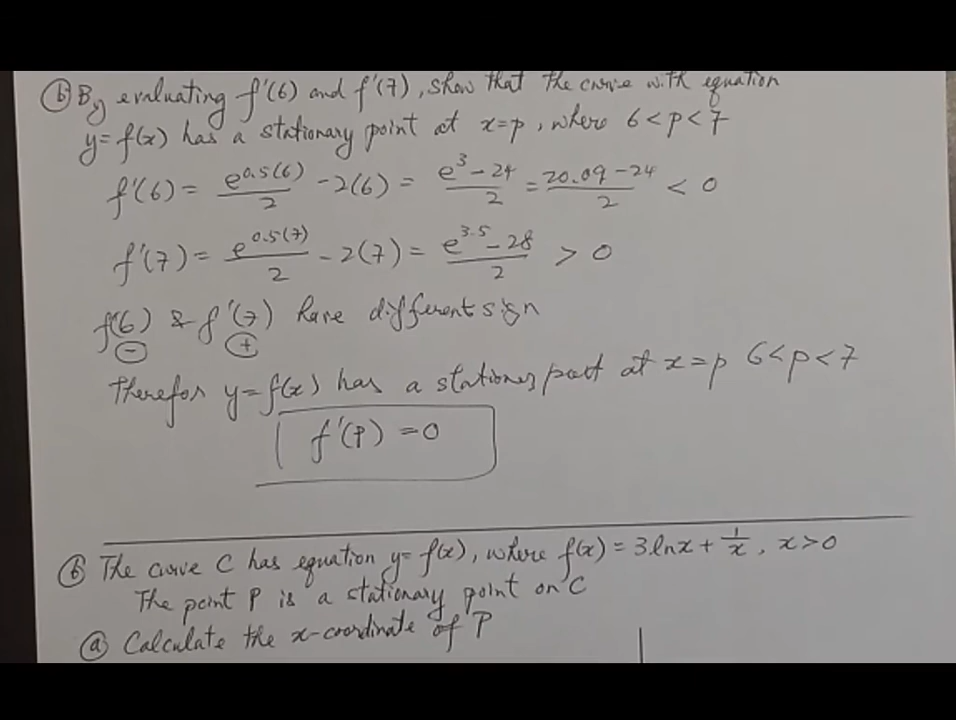 ⓑ By evaluating f'(6) and f'(7), show that the curve with equation
y=f(x) has a stationary point at x=p, where 6<p<7
f'(6) = e^0.5(6)/2 - 2(6) = e^3 - 24/2 = 20.09 - 24/2 < 0
f'(7) = e^0.5(7)/2 - 2(7) = e^3.5 - 28/2 > 0
f'(6) & f'(7) have different sign
⊖ ⊕
Therefor y=f(x) has a stationary point at x=p 6<p<7
f'(p) = 0
⑥ The curve C has equation y=f(x), where f(x) = 3lnx + 1/x, x>0
The point P is a stationary point on C
ⓐ Calculate the x-coordinate of P